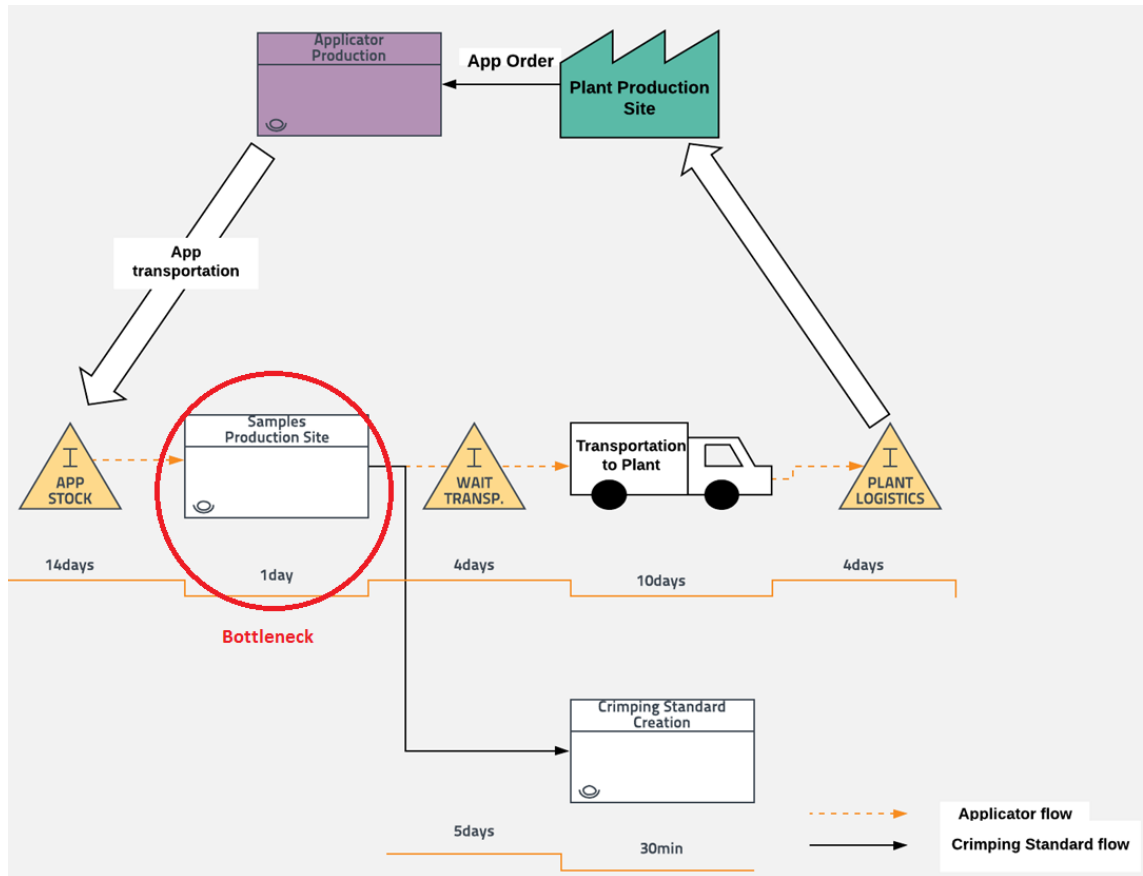 Applicator
Production
App Order
Plant Production
Site
App
transportation
Samples
Production Site
I
APP
STOCK
I
WAIT
TRANSP.
Transportation
to Plant
I
PLANT
LOGISTICS
14days
1day
4days
10days
4days
Bottleneck
Crimping Standard
Creation
5days
30min
Applicator flow
Crimping Standard flow